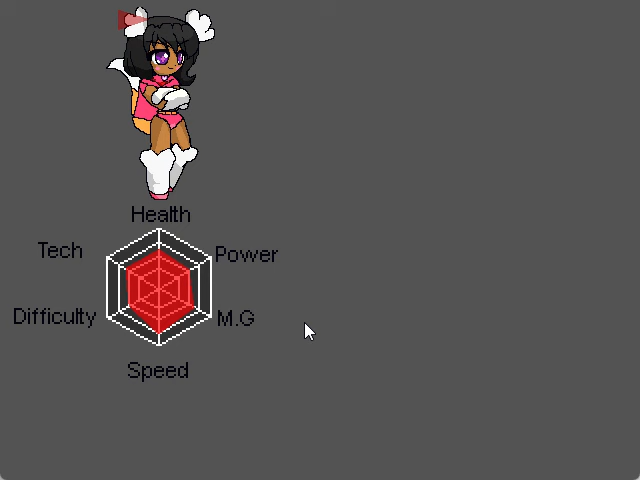 Health
Tech
Power
Difficulty
M.G
Speed